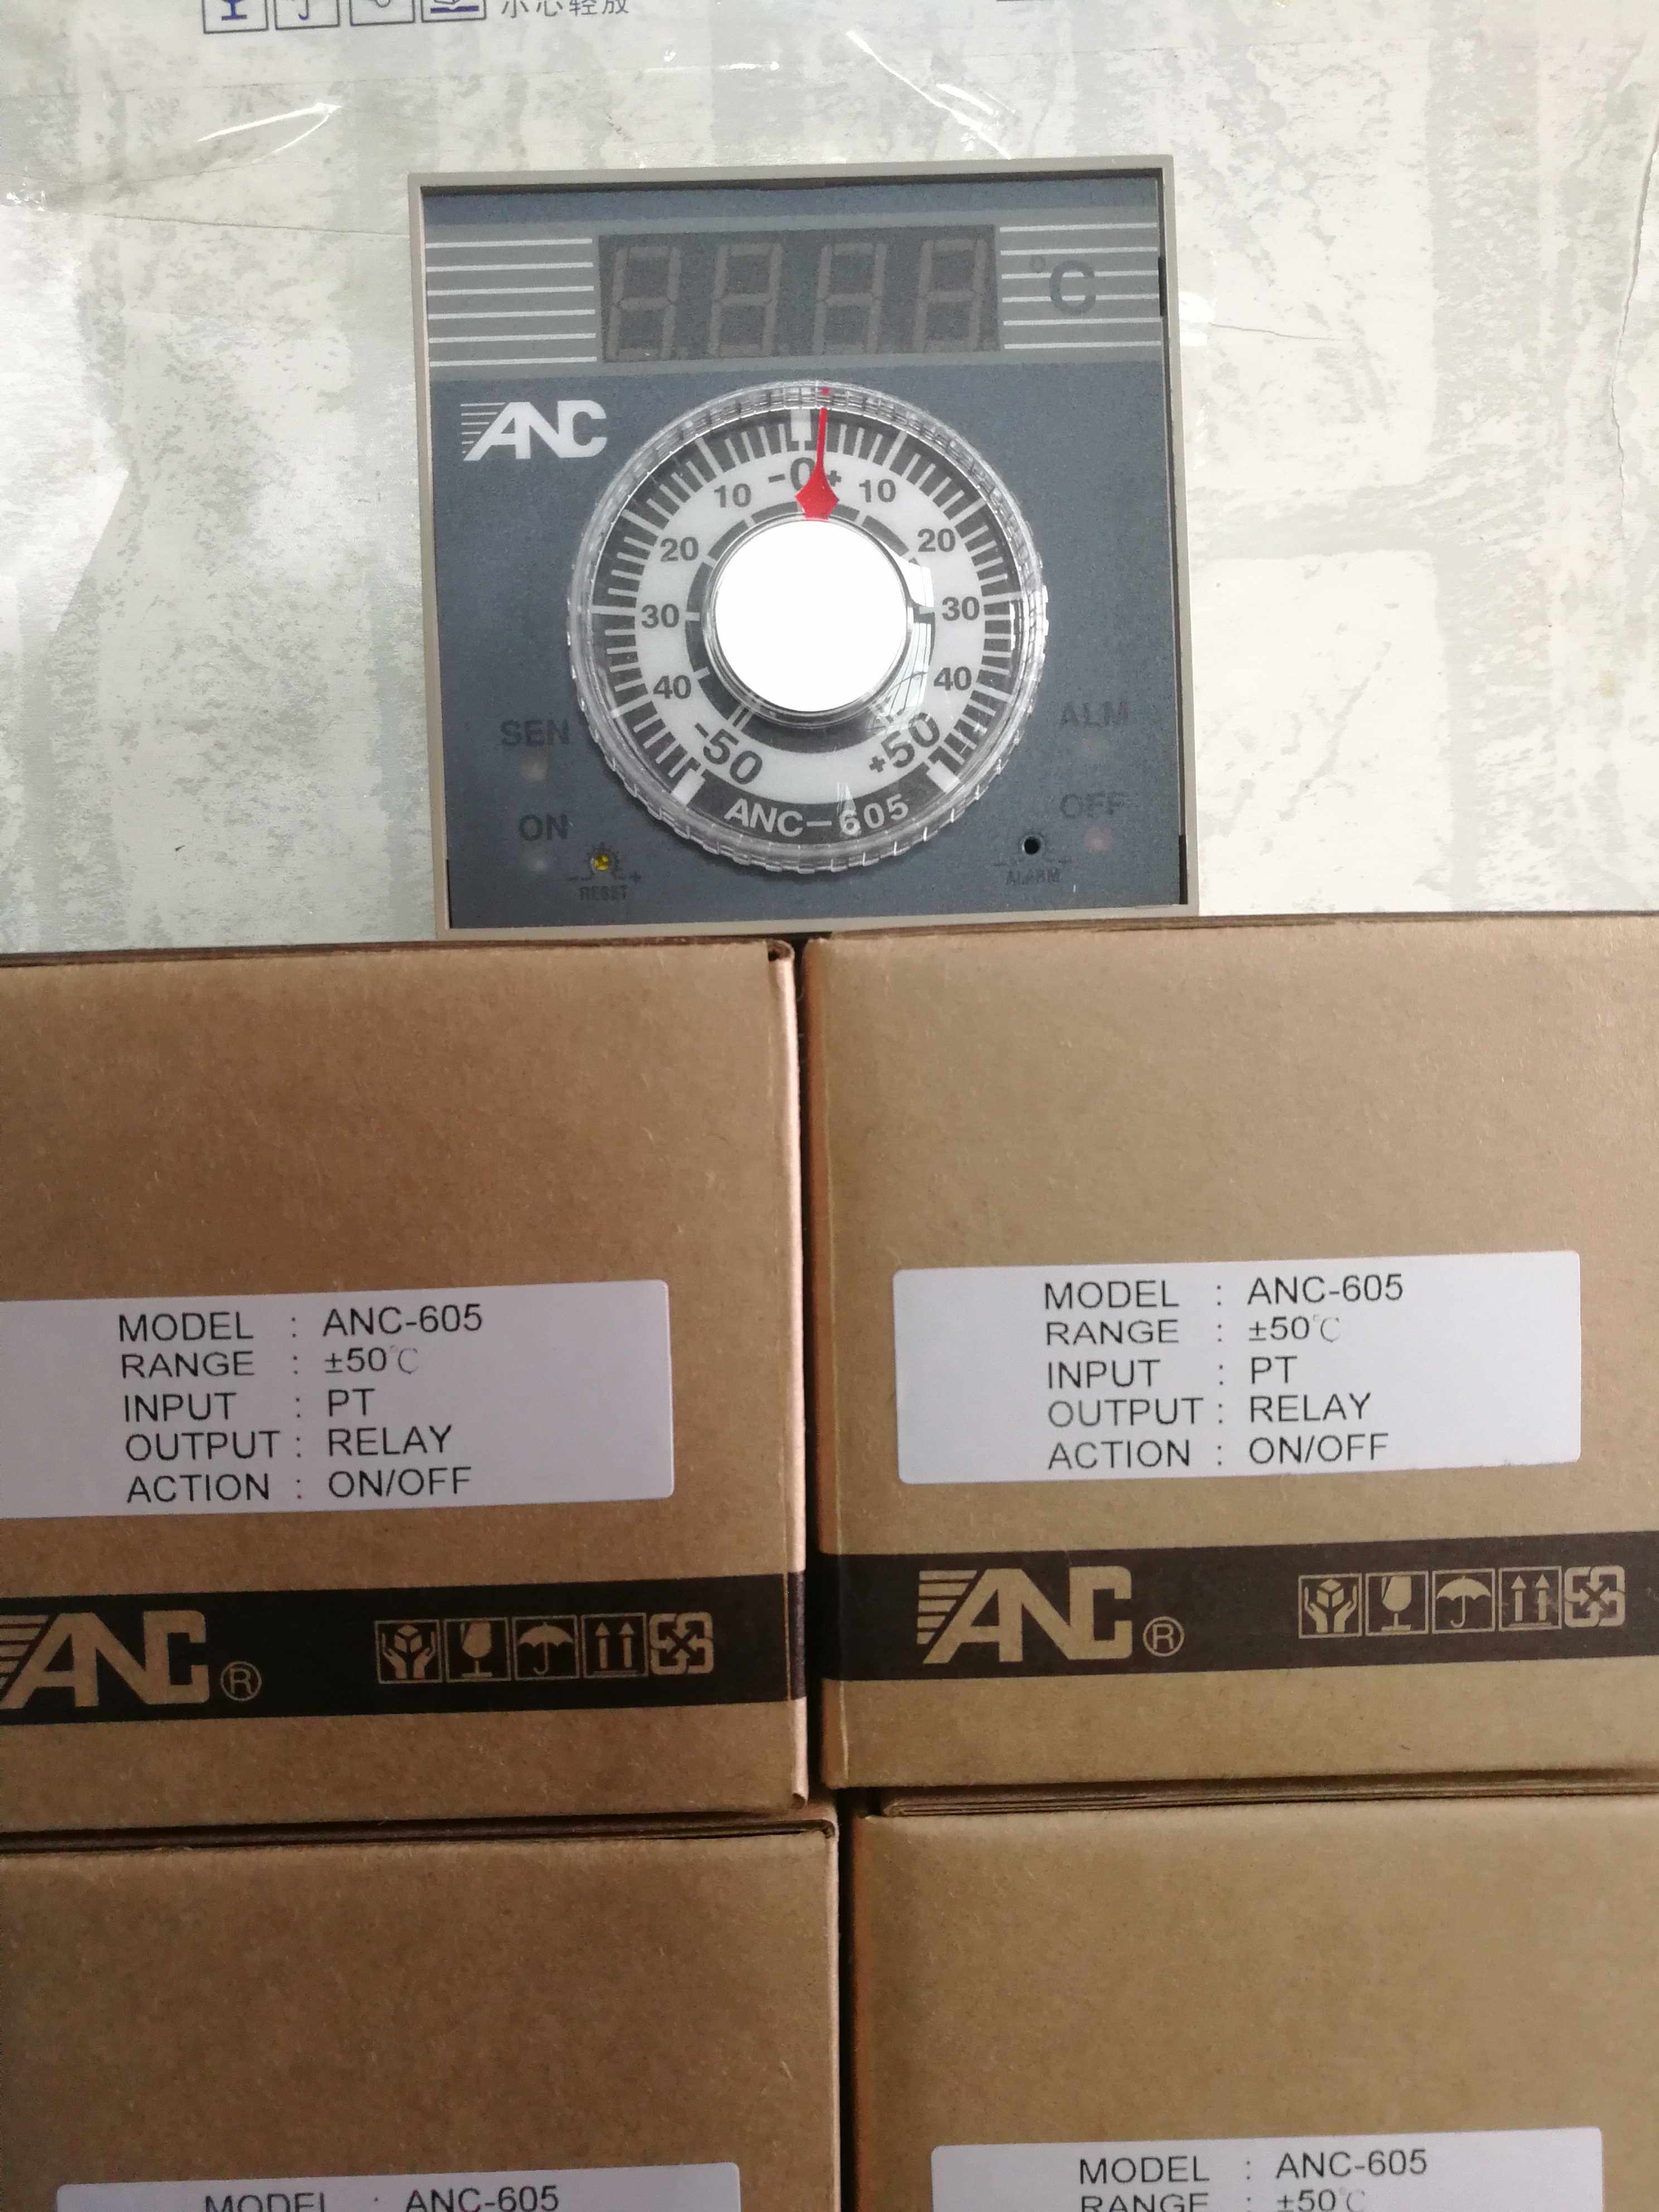 小心轻放
°C
ANC
-0+
10
10
20
20
30
30
40
40
-50
+50
ANC-605
SEN
ALM
ON
OFF
- +
RESET
- +
ALARM
MODEL : ANC-605
RANGE : ±50℃
INPUT : PT
OUTPUT : RELAY
ACTION : ON/OFF
ANC®
MODEL : ANC-605
RANGE : ±50℃
INPUT : PT
OUTPUT : RELAY
ACTION : ON/OFF
ANC®
MODEL : ANC-605
MODEL : ANC-605
RANGE : ±50℃